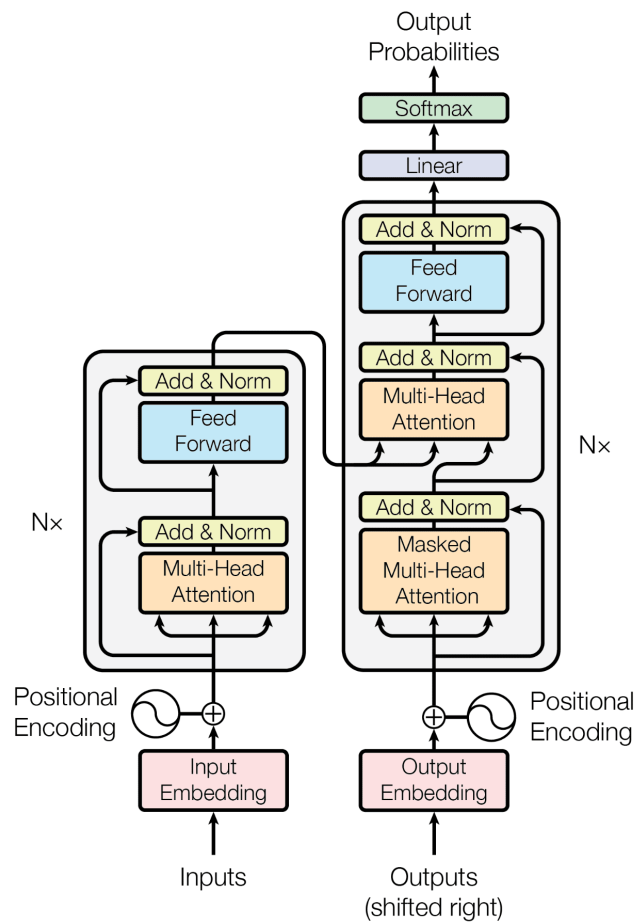 Output
Probabilities
Softmax
Linear
Add & Norm
Feed
Forward
Add & Norm
Multi-Head
Attention
Add & Norm
Masked
Multi-Head
Attention
N×
Add & Norm
Feed
Forward
Add & Norm
Multi-Head
Attention
N×
Positional
Encoding
Positional
Encoding
Input
Embedding
Output
Embedding
Inputs
Outputs
(shifted right)